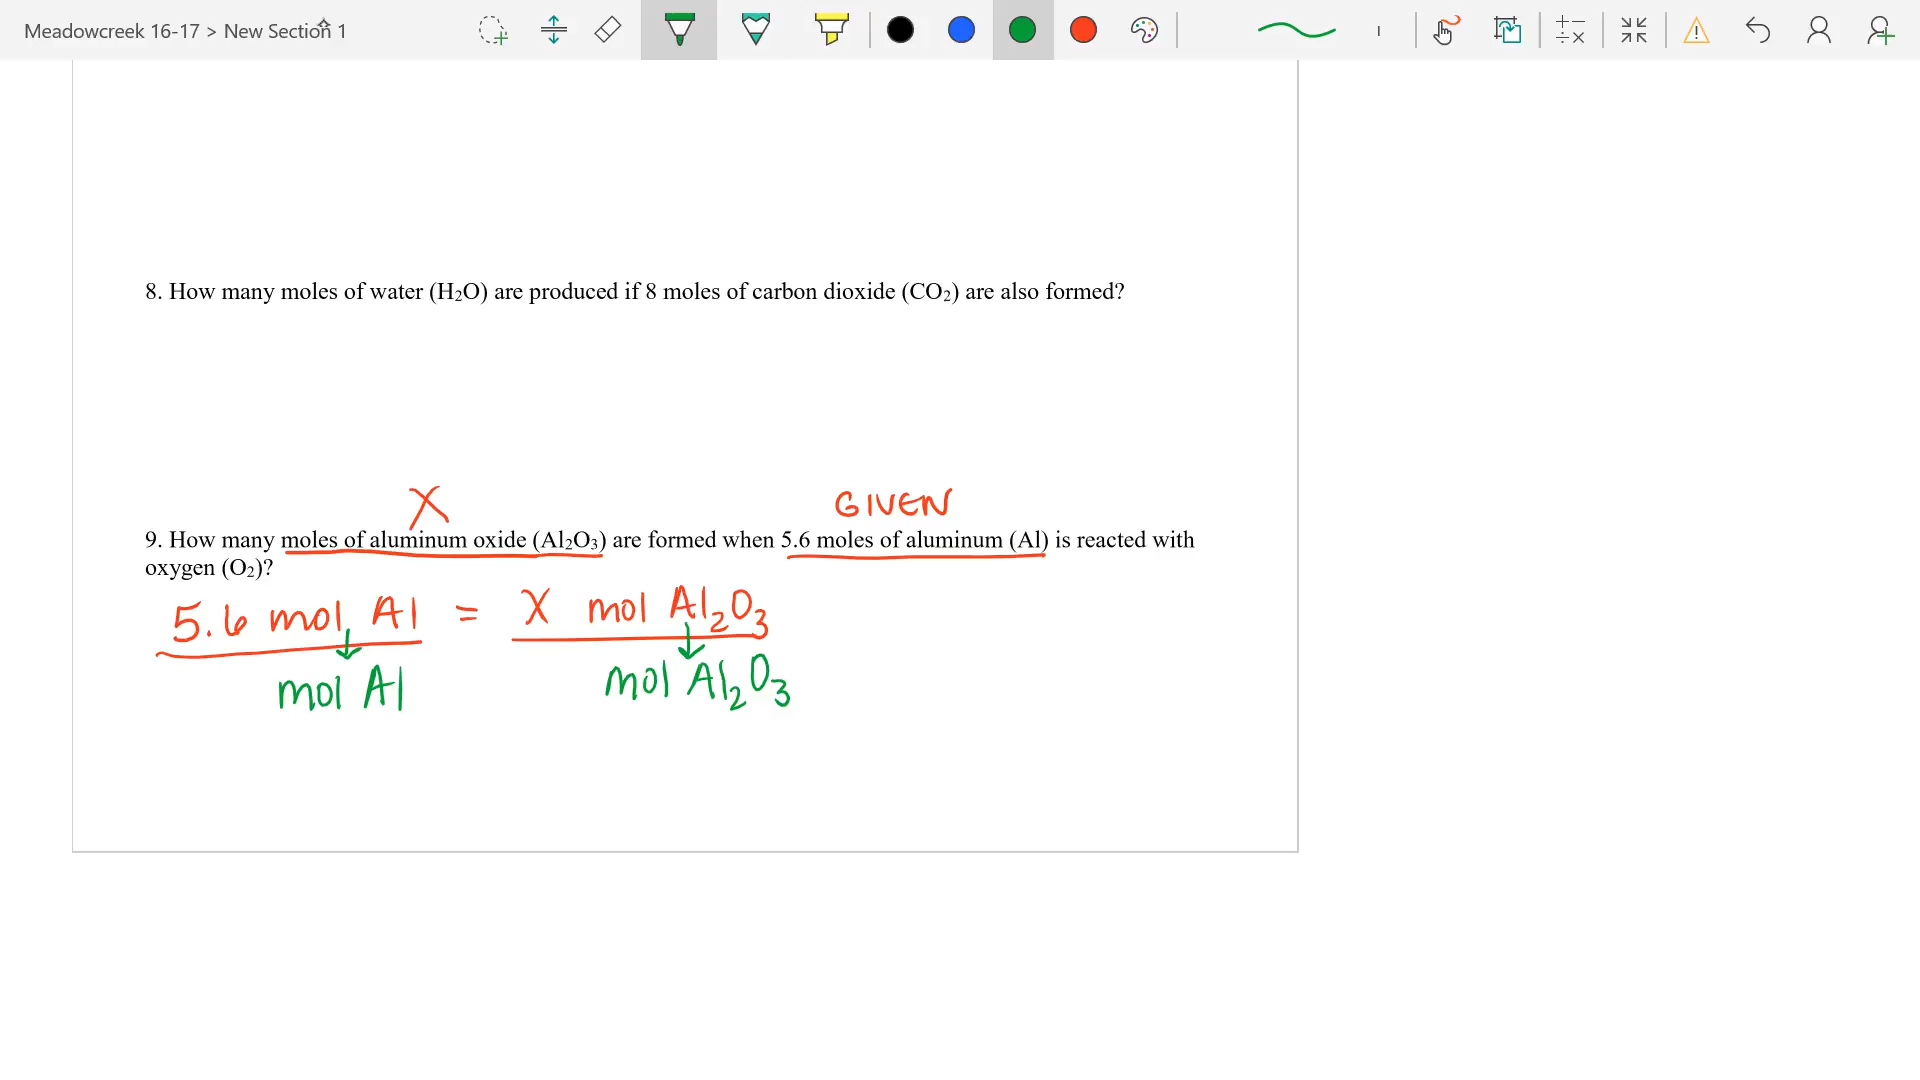 Meadowcreek 16-17 > New Section 1
8. How many moles of water (H₂O) are produced if 8 moles of carbon dioxide (CO₂) are also formed?
X GIVEN
9. How many moles of aluminum oxide (Al₂O₃) are formed when 5.6 moles of aluminum (Al) is reacted with
oxygen (O₂)?
5.6 mol Al = X mol Al₂O₃
mol Al mol Al₂O₃